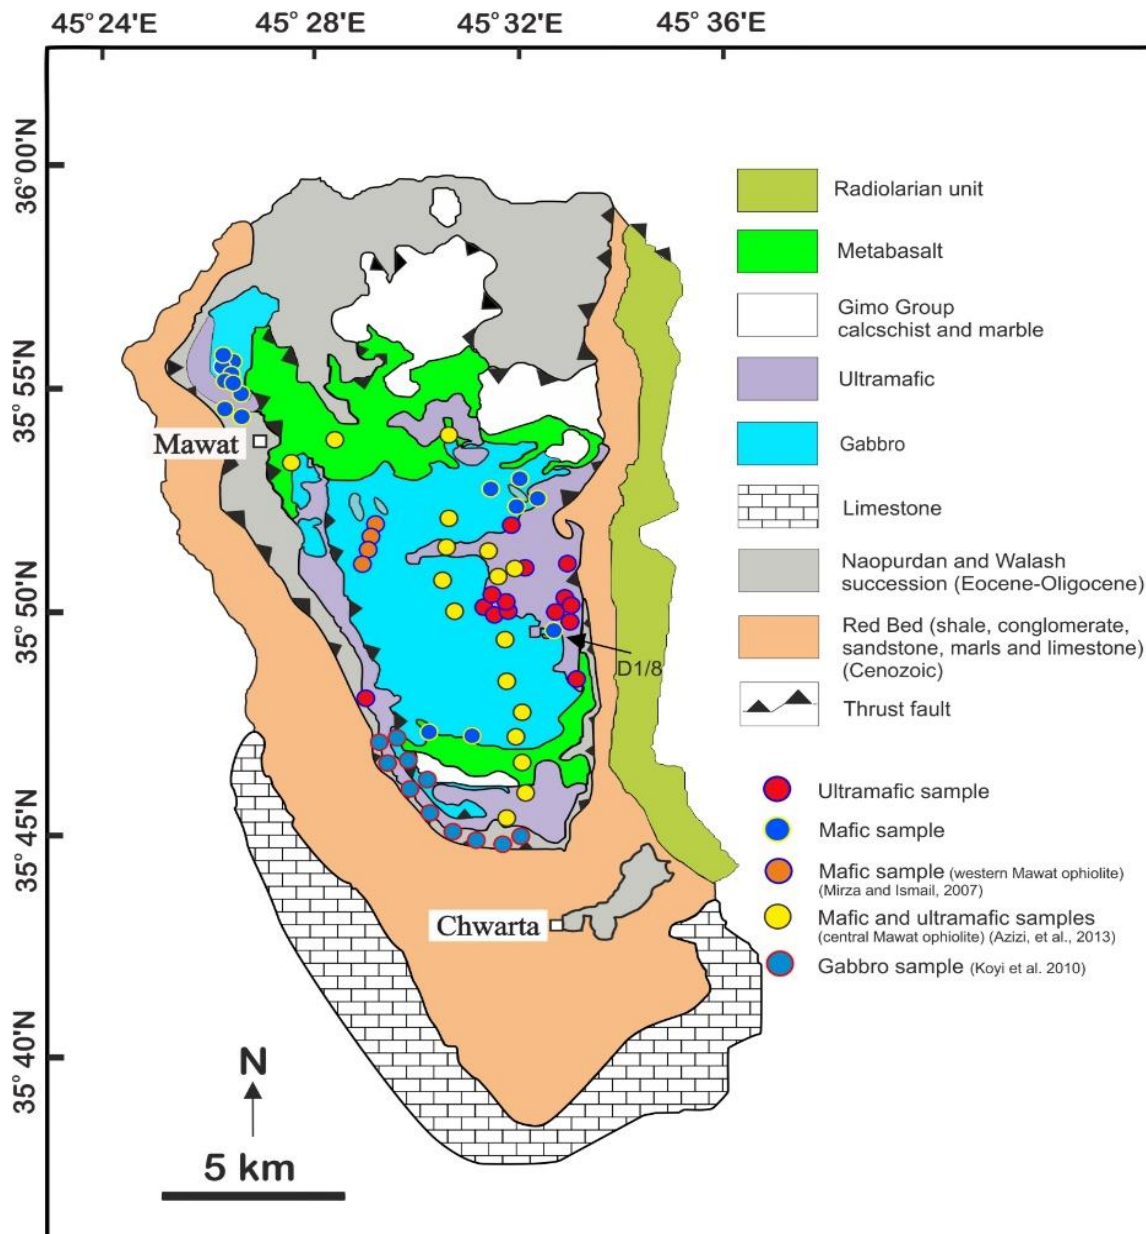 45°24'E 45°28'E 45°32'E 45°36'E
36°00'N
35°55'N
35°50'N
35°45'N
35°40'N
Mawat
D1/8
Chwarta
N
5 km
Radiolarian unit
Metabasalt
Gimo Group
calcschist and marble
Ultramafic
Gabbro
Limestone
Naopurdan and Walash
succession (Eocene-Oligocene)
Red Bed (shale, conglomerate,
sandstone, marls and limestone)
(Cenozoic)
Thrust fault
Ultramafic sample
Mafic sample
Mafic sample (western Mawat ophiolite)
(Mirza and Ismail, 2007)
Mafic and ultramafic samples
(central Mawat ophiolite) (Azizi, et al., 2013)
Gabbro sample (Koyi et al. 2010)